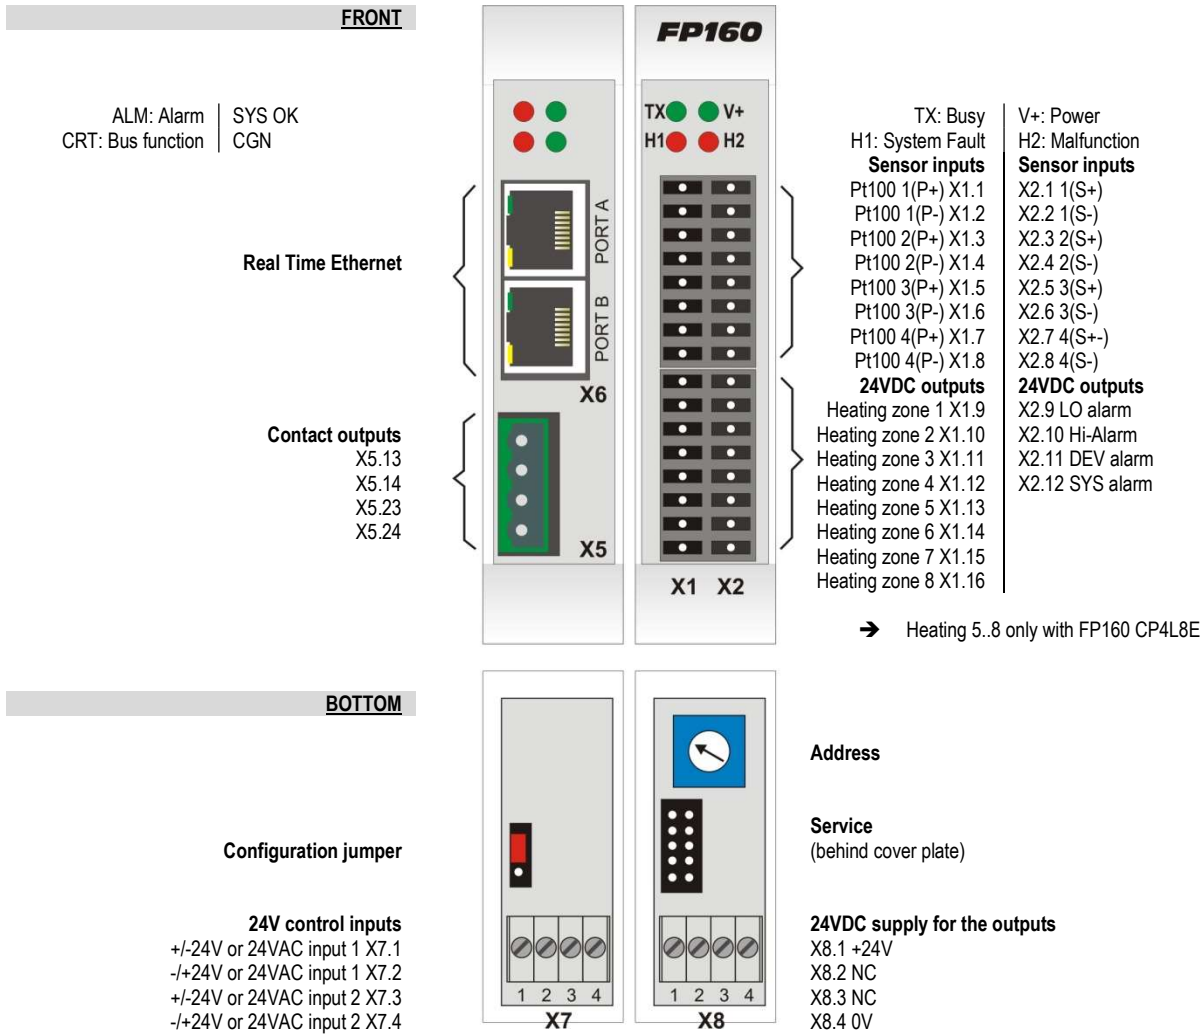 FRONT
FP160
ALM: Alarm SYS OK
CRT: Bus function CGN
TX V+
H1 H2
TX: Busy V+: Power
H1: System Fault H2: Malfunction
Sensor inputs Sensor inputs
Pt100 1(P+) X1.1 X2.1 1(S+)
Pt100 1(P-) X1.2 X2.2 1(S-)
Pt100 2(P+) X1.3 X2.3 2(S+)
Pt100 2(P-) X1.4 X2.4 2(S-)
Pt100 3(P+) X1.5 X2.5 3(S+)
Pt100 3(P-) X1.6 X2.6 3(S-)
Pt100 4(P+) X1.7 X2.7 4(S+-)
Pt100 4(P-) X1.8 X2.8 4(S-)
24VDC outputs 24VDC outputs
Heating zone 1 X1.9 X2.9 LO alarm
Heating zone 2 X1.10 X2.10 Hi-Alarm
Heating zone 3 X1.11 X2.11 DEV alarm
Heating zone 4 X1.12 X2.12 SYS alarm
Heating zone 5 X1.13
Heating zone 6 X1.14
Heating zone 7 X1.15
Heating zone 8 X1.16
➔ Heating 5..8 only with FP160 CP4L8E
Real Time Ethernet
PORT A
PORT B
X6
Contact outputs
X5.13
X5.14
X5.23
X5.24
X5
X1 X2
BOTTOM
Address
Service
(behind cover plate)
Configuration jumper
24V control inputs
+/-24V or 24VAC input 1 X7.1
-/+24V or 24VAC input 1 X7.2
+/-24V or 24VAC input 2 X7.3
-/+24V or 24VAC input 2 X7.4
1 2 3 4
X7
1 2 3 4
X8
24VDC supply for the outputs
X8.1 +24V
X8.2 NC
X8.3 NC
X8.4 0V